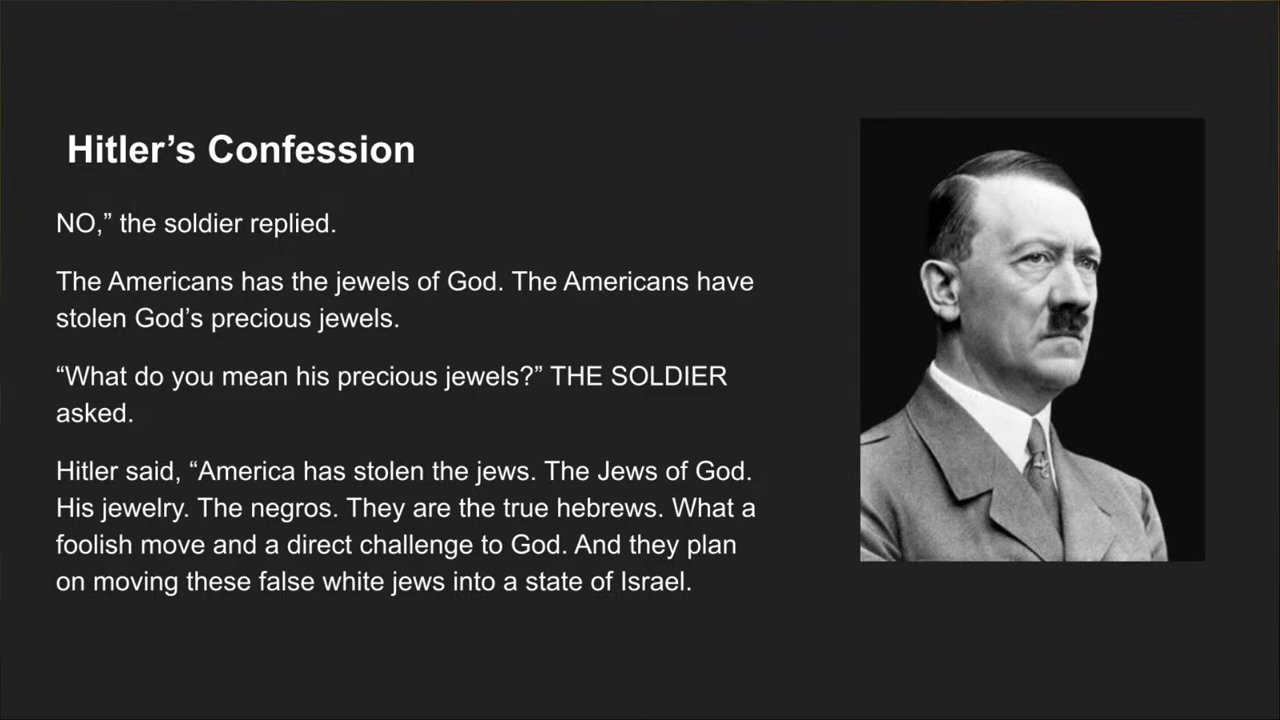 Hitler’s Confession
NO,” the soldier replied.
The Americans has the jewels of God. The Americans have
stolen God’s precious jewels.
“What do you mean his precious jewels?” THE SOLDIER
asked.
Hitler said, “America has stolen the jews. The Jews of God.
His jewelry. The negros. They are the true hebrews. What a
foolish move and a direct challenge to God. And they plan
on moving these false white jews into a state of Israel.